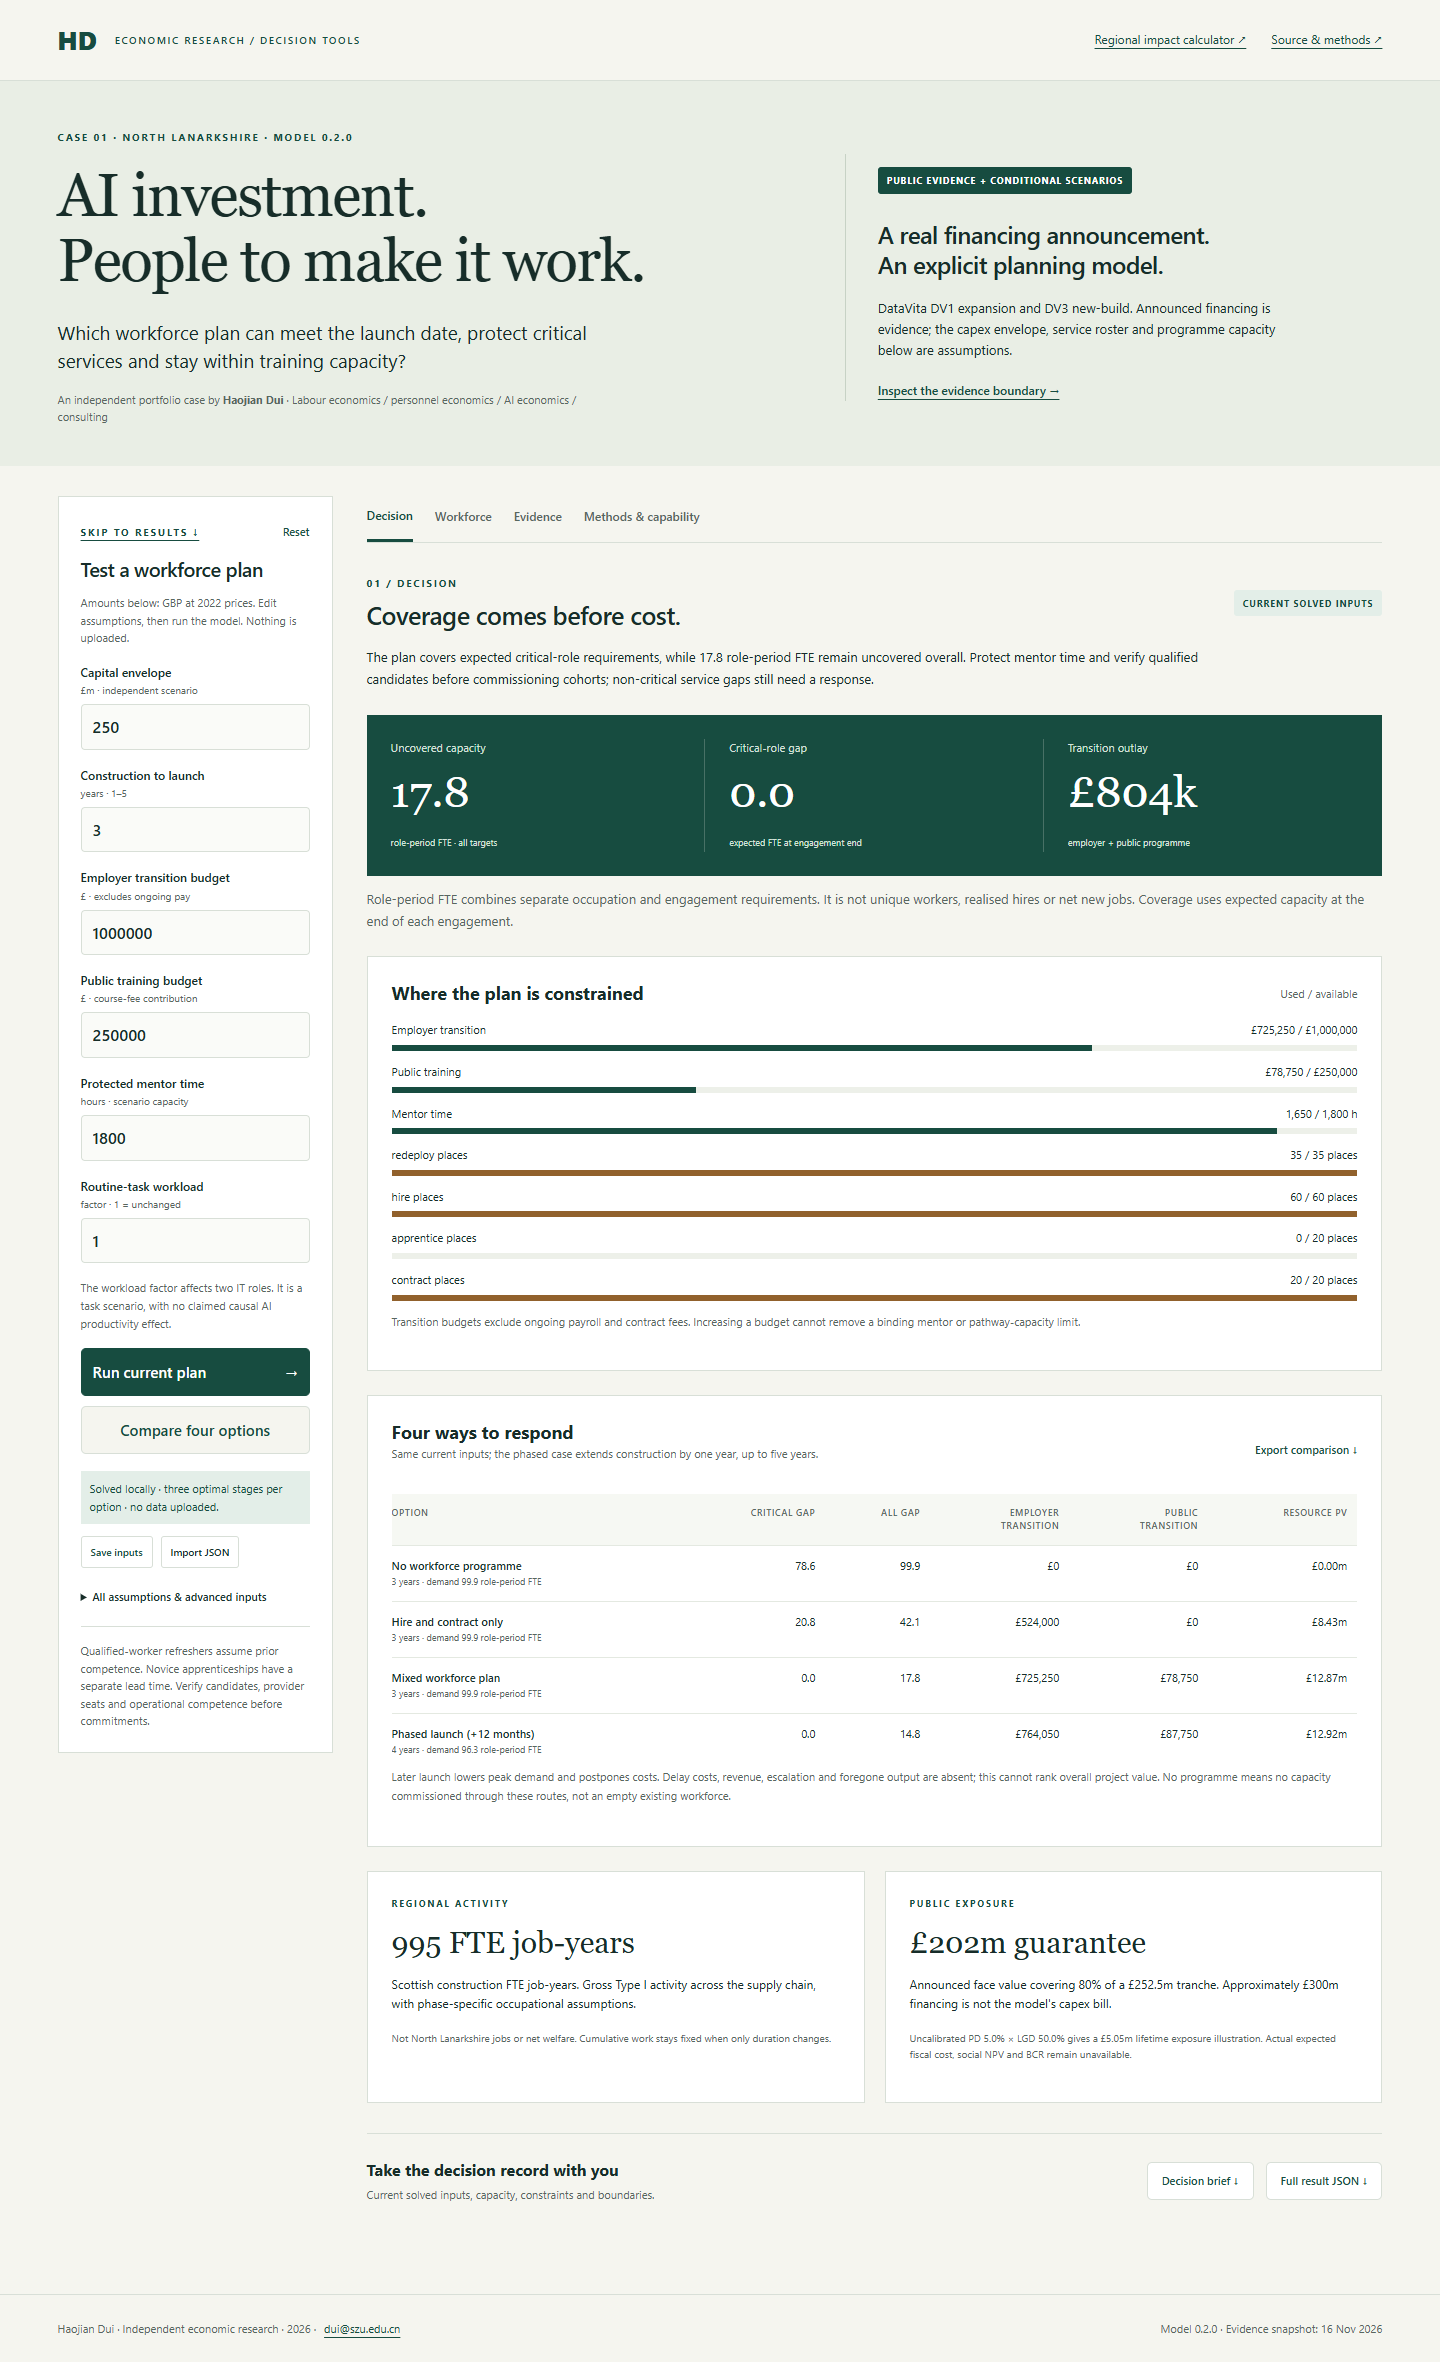 HD
ECONOMIC RESEARCH / DECISION TOOLS
Regional impact calculator ↗
Source & methods ↗
CASE 01 · NORTH LANARKSHIRE · MODEL 0.2.0
AI investment.
People to make it work.
Which workforce plan can meet the launch date, protect critical
services and stay within training capacity?
An independent portfolio case by Haojian Dui · Labour economics / personnel economics / AI economics /
consulting
PUBLIC EVIDENCE + CONDITIONAL SCENARIOS
A real financing announcement.
An explicit planning model.
DataVita DV1 expansion and DV3 new-build. Announced financing is
evidence; the capex envelope, service roster and programme capacity
below are assumptions.
Inspect the evidence boundary →
SKIP TO RESULTS ↓
Reset
Test a workforce plan
Amounts below: GBP at 2022 prices. Edit
assumptions, then run the model. Nothing is
uploaded.
Capital envelope
£m · independent scenario
250
Construction to launch
years · 1–5
3
Employer transition budget
£ · excludes ongoing pay
1000000
Public training budget
£ · course-fee contribution
250000
Protected mentor time
hours · scenario capacity
1800
Routine-task workload
factor · 1 = unchanged
1
The workload factor affects two IT roles. It is a
task scenario, with no claimed causal AI
productivity effect.
Run current plan →
Compare four options
Solved locally · three optimal stages per
option · no data uploaded.
Save inputs
Import JSON
▶ All assumptions & advanced inputs
Qualified-worker refreshers assume prior
competence. Novice apprenticeships have a
separate lead time. Verify candidates, provider
seats and operational competence before
commitments.
Decision
Workforce
Evidence
Methods & capability
01 / DECISION
Coverage comes before cost.
CURRENT SOLVED INPUTS
The plan covers expected critical-role requirements, while 17.8 role-period FTE remain uncovered overall. Protect mentor time and verify qualified
candidates before commissioning cohorts; non-critical service gaps still need a response.
Uncovered capacity
17.8
role-period FTE · all targets
Critical-role gap
0.0
expected FTE at engagement end
Transition outlay
£804k
employer + public programme
Role-period FTE combines separate occupation and engagement requirements. It is not unique workers, realised hires or net new jobs. Coverage uses expected capacity at the
end of each engagement.
Where the plan is constrained
Used / available
Employer transition
£725,250 / £1,000,000
Public training
£78,750 / £250,000
Mentor time
1,650 / 1,800 h
redeploy places
35 / 35 places
hire places
60 / 60 places
apprentice places
0 / 20 places
contract places
20 / 20 places
Transition budgets exclude ongoing payroll and contract fees. Increasing a budget cannot remove a binding mentor or pathway-capacity limit.
Four ways to respond
Same current inputs; the phased case extends construction by one year, up to five years.
Export comparison ↓
OPTION CRITICAL GAP ALL GAP EMPLOYER TRANSITION PUBLIC TRANSITION RESOURCE PV
No workforce programme 78.6 99.9 £0 £0 £0.00m
3 years · demand 99.9 role-period FTE
Hire and contract only 20.8 42.1 £524,000 £0 £8.43m
3 years · demand 99.9 role-period FTE
Mixed workforce plan 0.0 17.8 £725,250 £78,750 £12.87m
3 years · demand 99.9 role-period FTE
Phased launch (+12 months) 0.0 14.8 £764,050 £87,750 £12.92m
4 years · demand 96.3 role-period FTE
Later launch lowers peak demand and postpones costs. Delay costs, revenue, escalation and foregone output are absent; this cannot rank overall project value. No programme means no capacity
commissioned through these routes, not an empty existing workforce.
REGIONAL ACTIVITY
995 FTE job-years
Scottish construction FTE job-years. Gross Type I activity across the supply chain,
with phase-specific occupational assumptions.
Not North Lanarkshire jobs or net welfare. Cumulative work stays fixed when only duration changes.
PUBLIC EXPOSURE
£202m guarantee
Announced face value covering 80% of a £252.5m tranche. Approximately £300m
financing is not the model's capex bill.
Uncalibrated PD 5.0% × LGD 50.0% gives a £5.05m lifetime exposure illustration. Actual expected
fiscal cost, social NPV and BCR remain unavailable.
Take the decision record with you
Current solved inputs, capacity, constraints and boundaries.
Decision brief ↓
Full result JSON ↓
Haojian Dui · Independent economic research · 2026 · dui@szu.edu.cn
Model 0.2.0 · Evidence snapshot: 16 Nov 2026